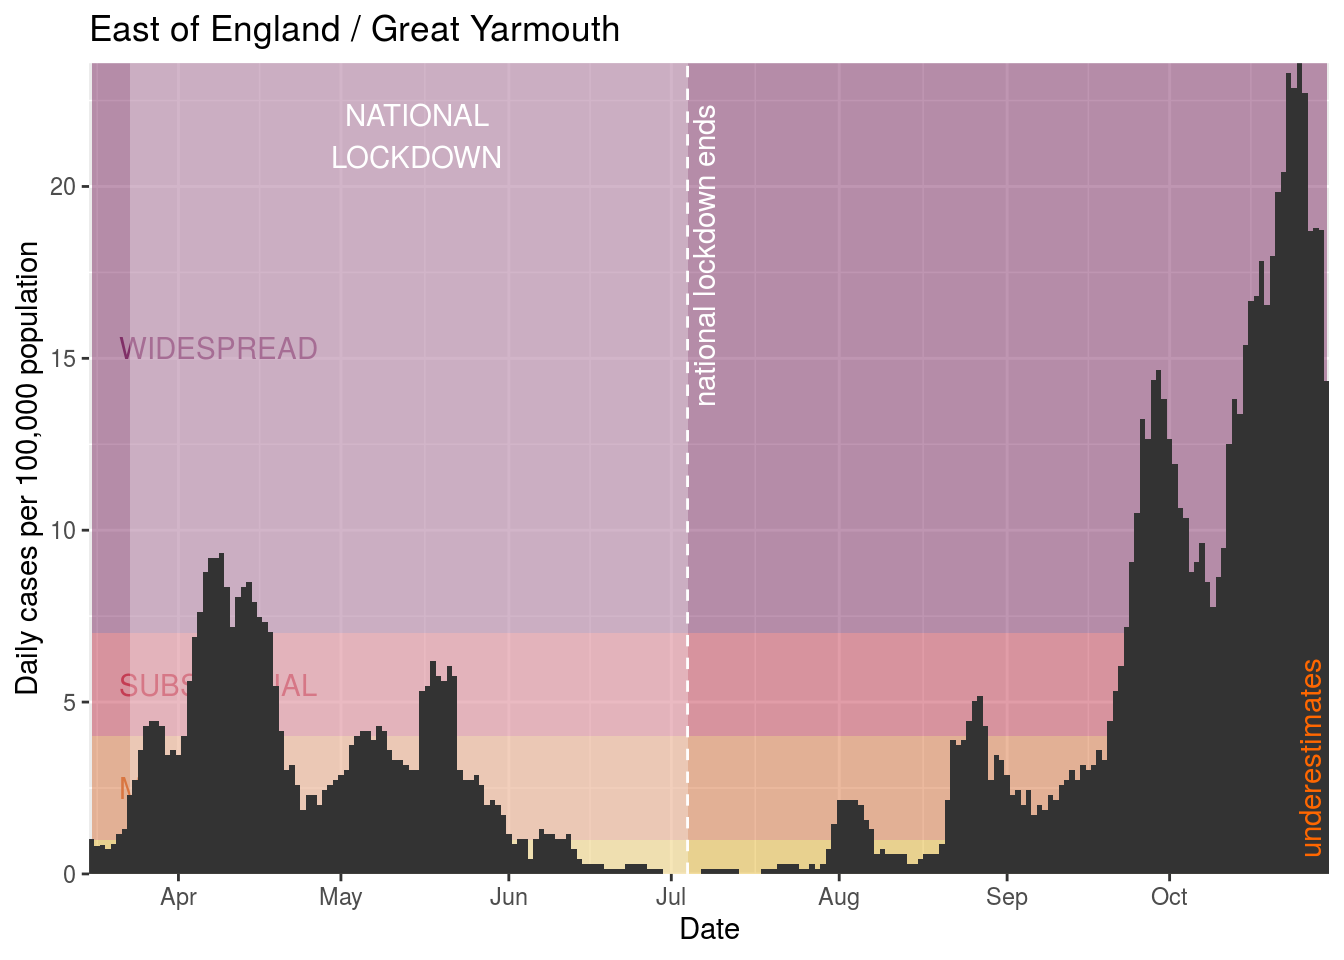 East of England / Great Yarmouth
NATIONAL
LOCKDOWN
national lockdown ends
WIDESPREAD
underestimates
Daily cases per 100,000 population
20
15
10
5
0
Apr
May
Jun
Jul
Aug
Sep
Oct
Date